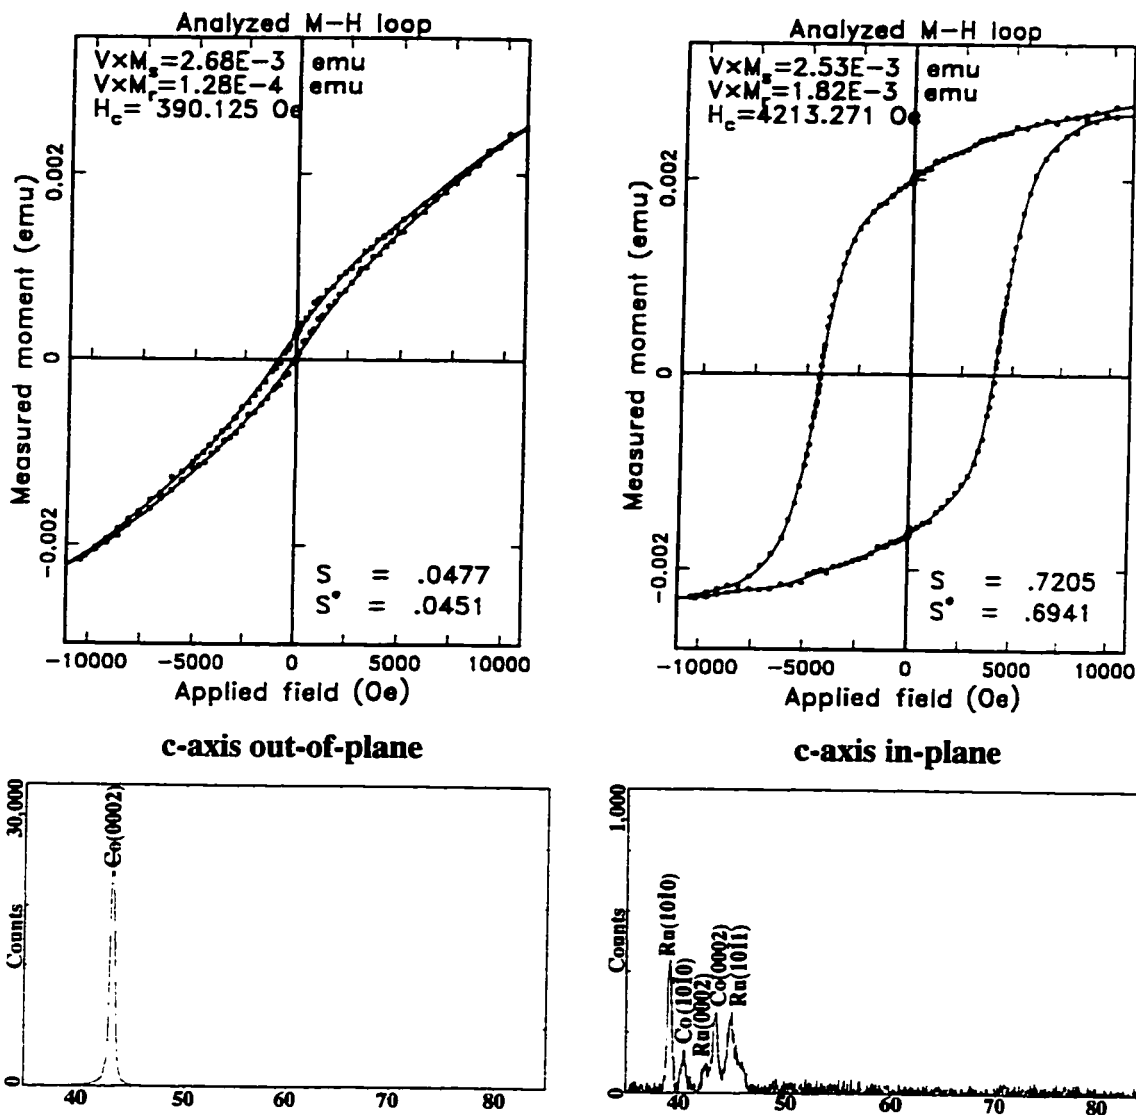 Analyzed M-H loop
V×Ms=2.68E-3 emu
V×Mr=1.28E-4 emu
Hc= 390.125 Oe
Measured moment (emu)
0.002
0
-0.002
S = .0477
S* = .0451
-10000 -5000 0 5000 10000
Applied field (Oe)
c-axis out-of-plane
Analyzed M-H loop
V×Ms=2.53E-3 emu
V×Mr=1.82E-3 emu
Hc=4213.271 Oe
Measured moment (emu)
0.002
0
-0.002
S = .7205
S* = .6941
-10000 -5000 0 5000 10000
Applied field (Oe)
c-axis in-plane
30,000
Counts
0
Co(0002)
40 50 60 70 80
1,000
Counts
0
Ru(1010)
Co(1010)
Ru(0002)
Co(0002)
Ru(1011)
40 50 60 70 80